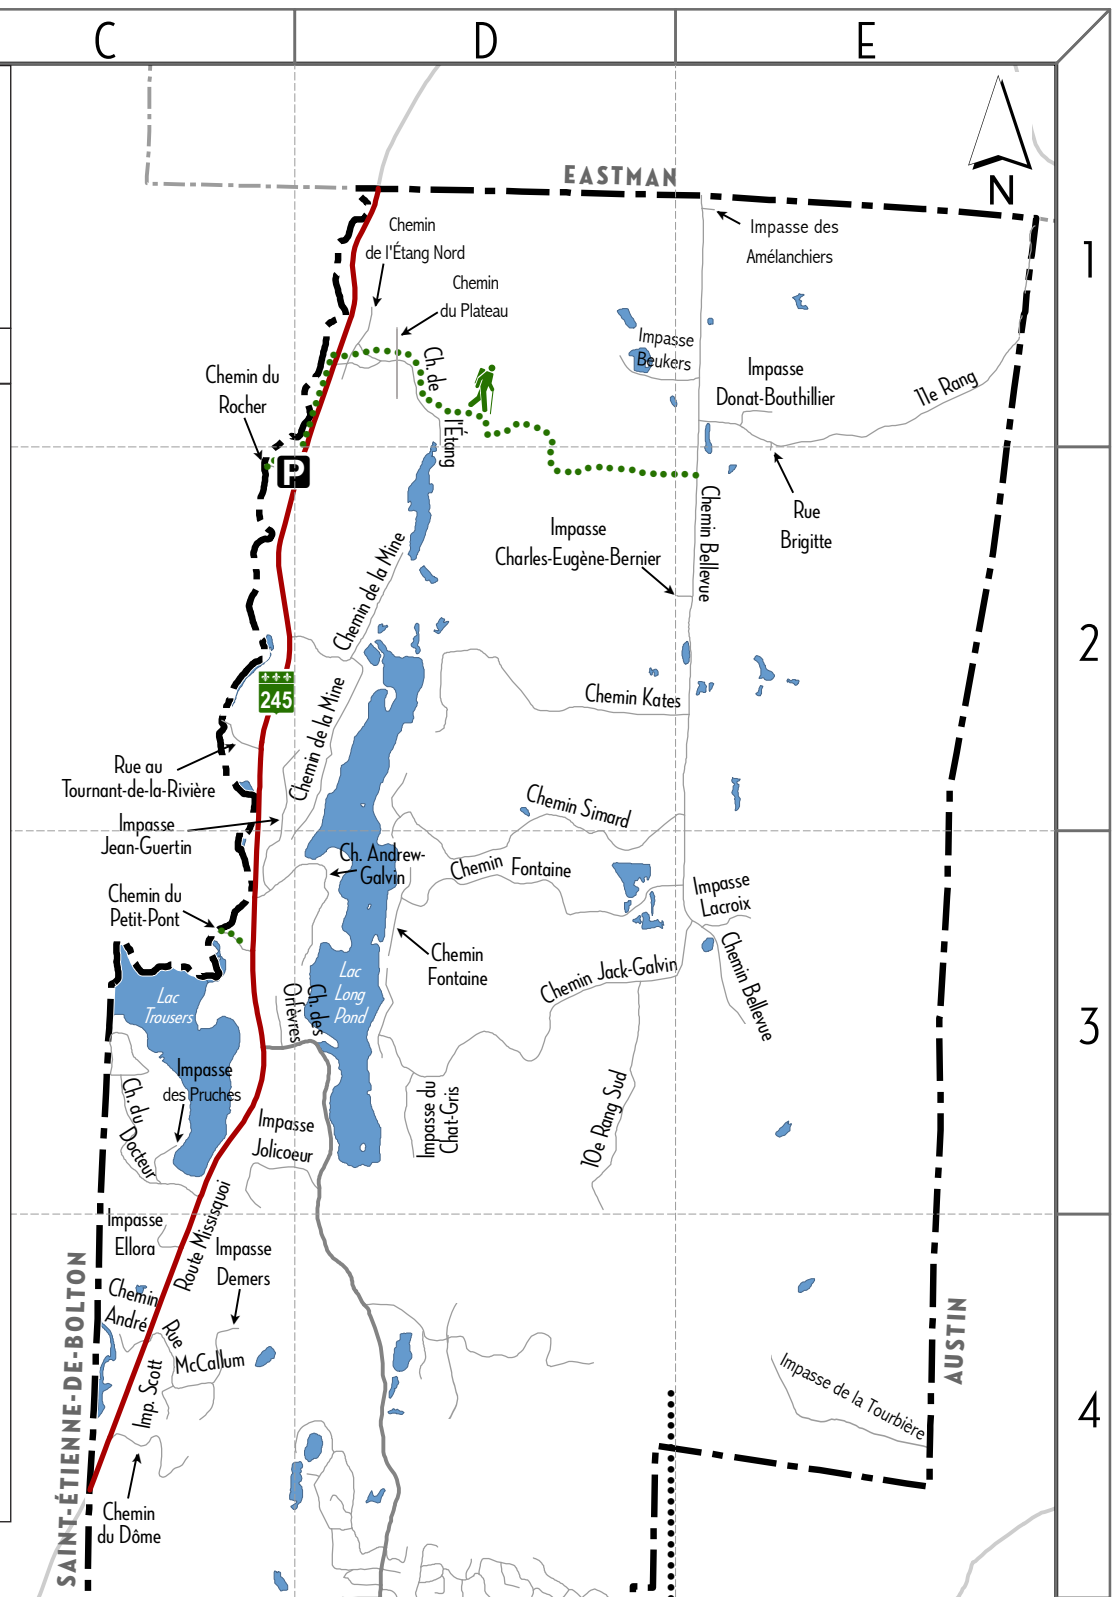 C
D
E
EASTMAN
N
1
Chemin
de l'Étang Nord
Impasse des
Amélanchiers
Chemin
du Plateau
Impasse
Beukers
Ch. de
l'Étang
Impasse
Donat-Bouthillier
11e Rang
Chemin du
Rocher
P
Rue
Brigitte
Chemin Bellevue
Impasse
Charles-Eugène-Bernier
Chemin de la Mine
2
245
Chemin de la Mine
Chemin Kates
Rue au
Tournant-de-la-Rivière
Impasse
Jean-Guertin
Chemin Simard
Ch. Andrew-
Galvin
Chemin Fontaine
Impasse
Lacroix
Chemin du
Petit-Pont
Chemin
Fontaine
Chemin Jack-Galvin
Chemin Bellevue
Lac
Trousers
Lac
Long
Pond
Ch. des
Orfèvres
3
Impasse
des Pruches
Ch. du
Docteur
Impasse
Jolicoeur
Impasse du
Chat-Gris
10e Rang Sud
Route Missisquoi
Impasse
Ellora
Impasse
Demers
Chemin
André
Rue
McCallum
Imp. Scott
Chemin
du Dôme
SAINT-ÉTIENNE-DE-BOLTON
AUSTIN
Impasse de la Tourbière
4